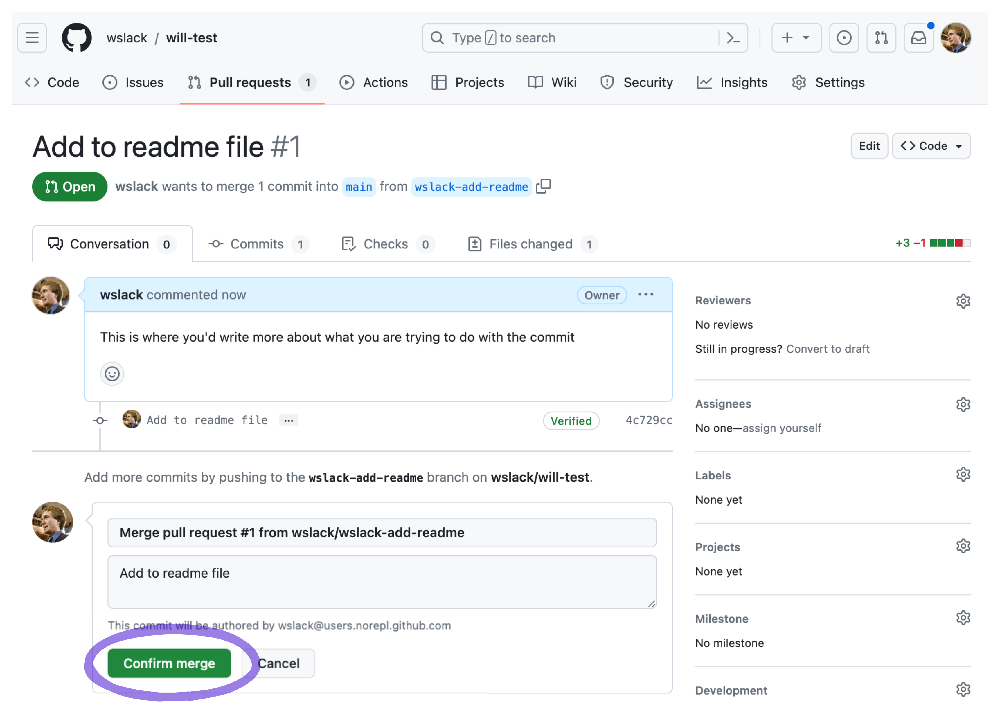 wslack / will-test
Type / to search
Code Issues Pull requests 1 Actions Projects Wiki Security Insights Settings
Add to readme file #1
Edit
Code
Open
wslack wants to merge 1 commit into main from wslack-add-readme
Conversation 0 Commits 1 Checks 0 Files changed 1
+3 −1
wslack commented now
Owner
This is where you'd write more about what you are trying to do with the commit
Add to readme file
Verified
4c729cc
Add more commits by pushing to the wslack-add-readme branch on wslack/will-test.
Merge pull request #1 from wslack/wslack-add-readme
Add to readme file
This commit will be authored by wslack@users.norepl.github.com
Confirm merge
Cancel
Reviewers
No reviews
Still in progress? Convert to draft
Assignees
No one—assign yourself
Labels
None yet
Projects
None yet
Milestone
No milestone
Development